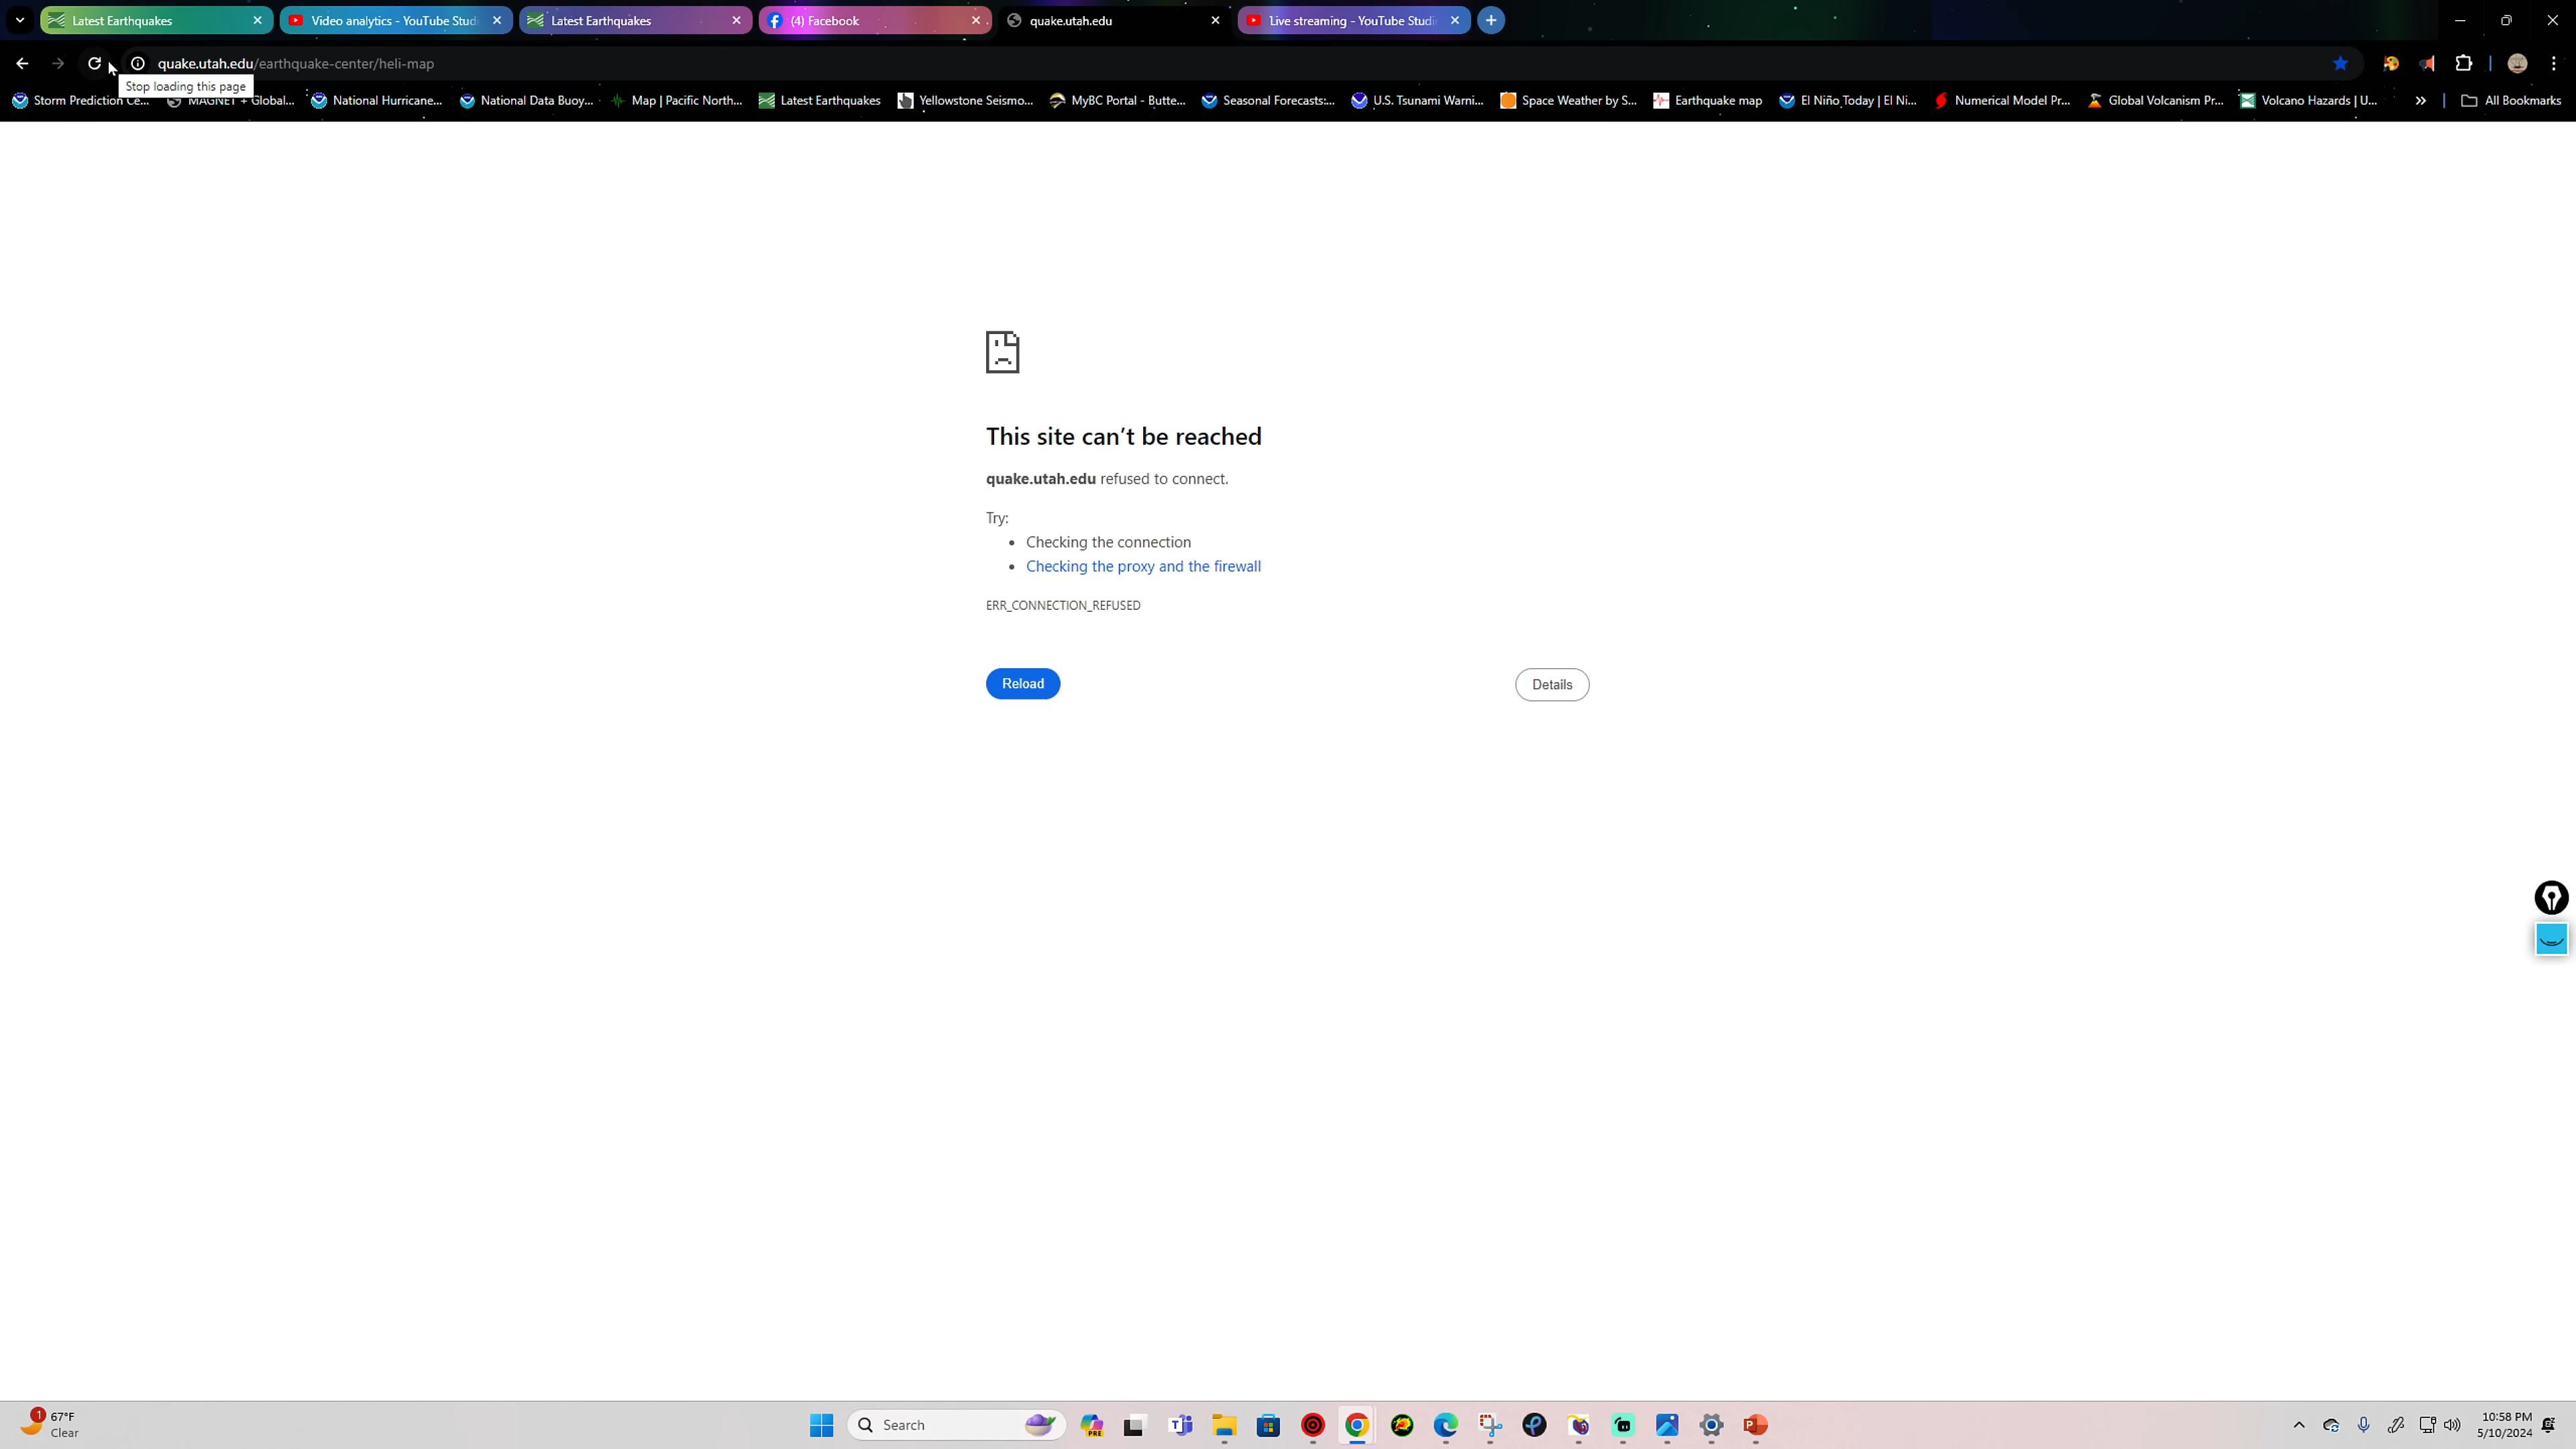 Latest Earthquakes
Video analytics - YouTube Studi
Latest Earthquakes
(4) Facebook
quake.utah.edu
Live streaming - YouTube Studi
quake.utah.edu/earthquake-center/heli-map
Stop loading this page
Storm Prediction Ce...
MAGNET + Global...
National Hurricane...
National Data Buoy...
Map | Pacific North...
Latest Earthquakes
Yellowstone Seismo...
MyBC Portal - Butte...
Seasonal Forecasts:...
U.S. Tsunami Warni...
Space Weather by S...
Earthquake map
El Niño Today | El Ni...
Numerical Model Pr...
Global Volcanism Pr...
Volcano Hazards | U...
All Bookmarks
This site can't be reached
quake.utah.edu refused to connect.
Try:
• Checking the connection
• Checking the proxy and the firewall
ERR_CONNECTION_REFUSED
Reload
Details
1
67°F
Clear
Search
PRE
10:58 PM
5/10/2024